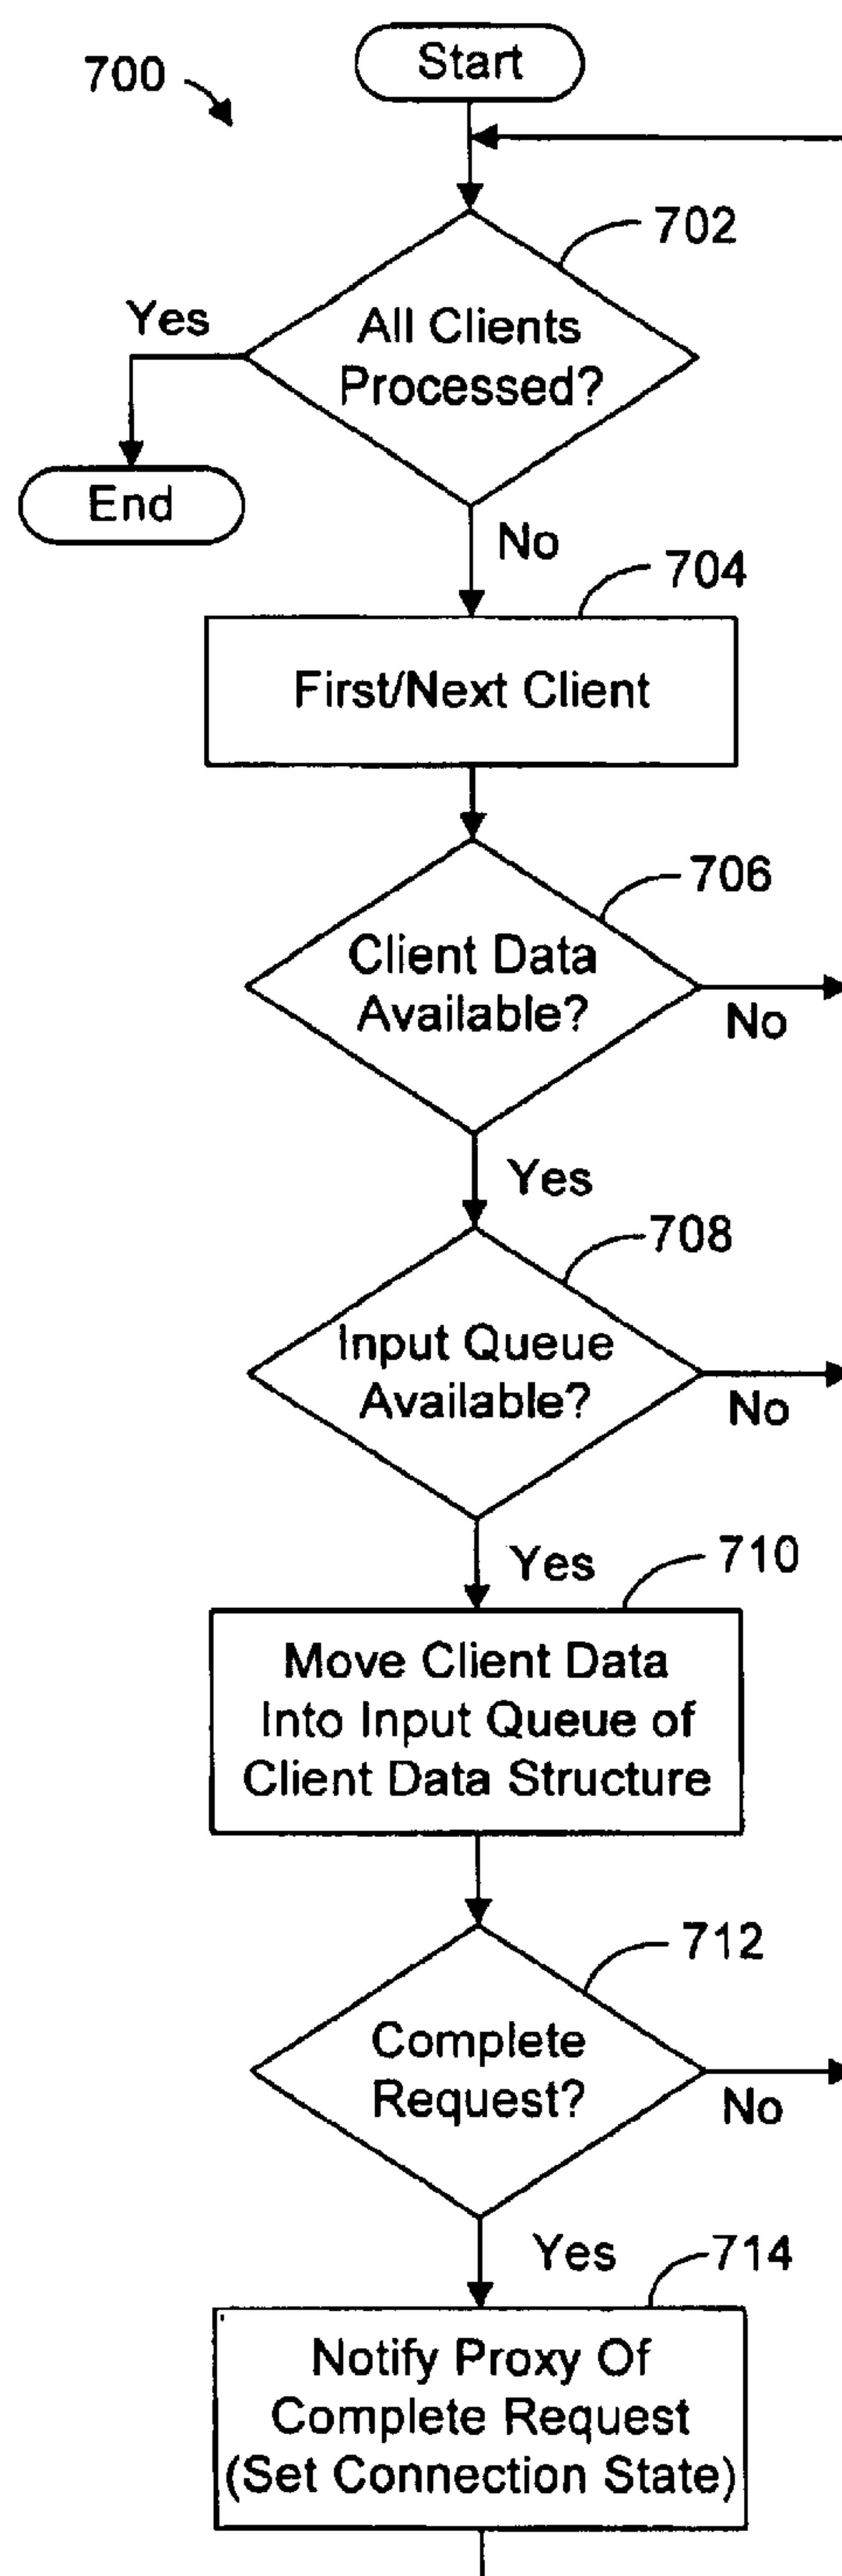 700
Start
702
Yes
All Clients
Processed?
End
No
704
First/Next Client
706
Client Data
Available?
No
Yes
708
Input Queue
Available?
No
Yes
710
Move Client Data
Into Input Queue of
Client Data Structure
712
Complete
Request?
No
Yes
714
Notify Proxy Of
Complete Request
(Set Connection State)